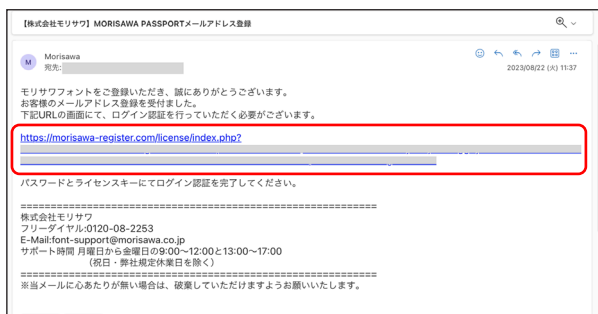 【株式会社モリサワ】MORISAWA PASSPORTメールアドレス登録
M
Morisawa
宛先:
2023/08/22 (火) 11:37
モリサワフォントをご登録いただき、誠にありがとうございます。
お客様のメールアドレス登録を受付ました。
下記URLの画面にて、ログイン認証を行っていただく必要がございます。
https://morisawa-register.com/license/index.php?
パスワードとライセンスキーにてログイン認証を完了してください。
============================================================
株式会社モリサワ
フリーダイヤル:0120-08-2253
E-Mail:font-support@morisawa.co.jp
サポート時間 月曜日から金曜日の9:00〜12:00と13:00〜17:00
（祝日・弊社規定休業日を除く）
============================================================
※当メールに心あたりが無い場合は、破棄していただけますようお願いいたします。